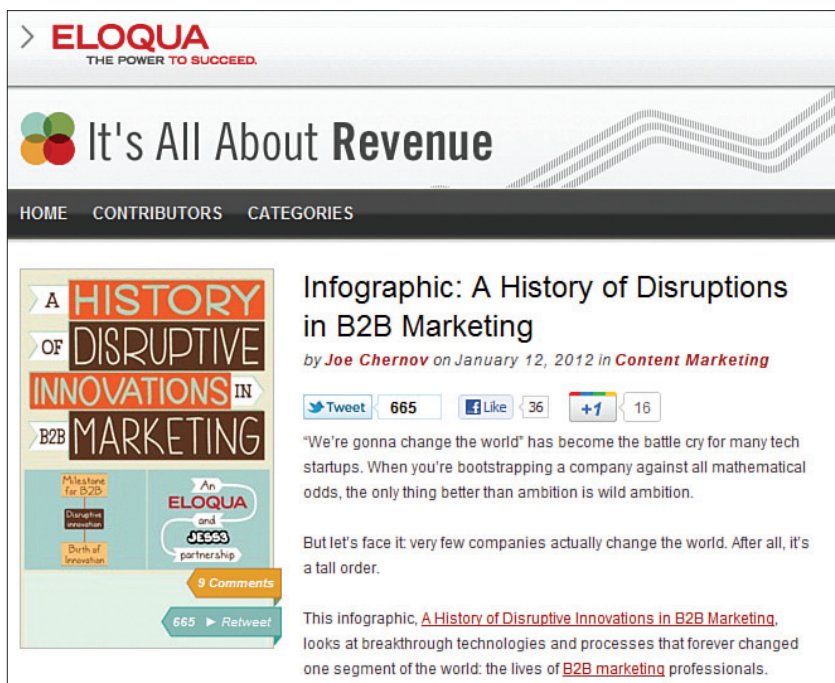 > ELOQUA
THE POWER TO SUCCEED.
It's All About Revenue
HOME CONTRIBUTORS CATEGORIES
A HISTORY
OF DISRUPTIVE
INNOVATIONS IN
B2B MARKETING
Milestone
for B2B
Disruptive
innovation
Birth of
Innovation
An
ELOQUA
and
JESS3
partnership
9 Comments
665 ► Retweet
Infographic: A History of Disruptions
in B2B Marketing
by Joe Chernov on January 12, 2012 in Content Marketing
Tweet 665 Like 36 +1 16
“We’re gonna change the world” has become the battle cry for many tech
startups. When you’re bootstrapping a company against all mathematical
odds, the only thing better than ambition is wild ambition.
But let’s face it: very few companies actually change the world. After all, it’s
a tall order.
This infographic, A History of Disruptive Innovations in B2B Marketing,
looks at breakthrough technologies and processes that forever changed
one segment of the world: the lives of B2B marketing professionals.